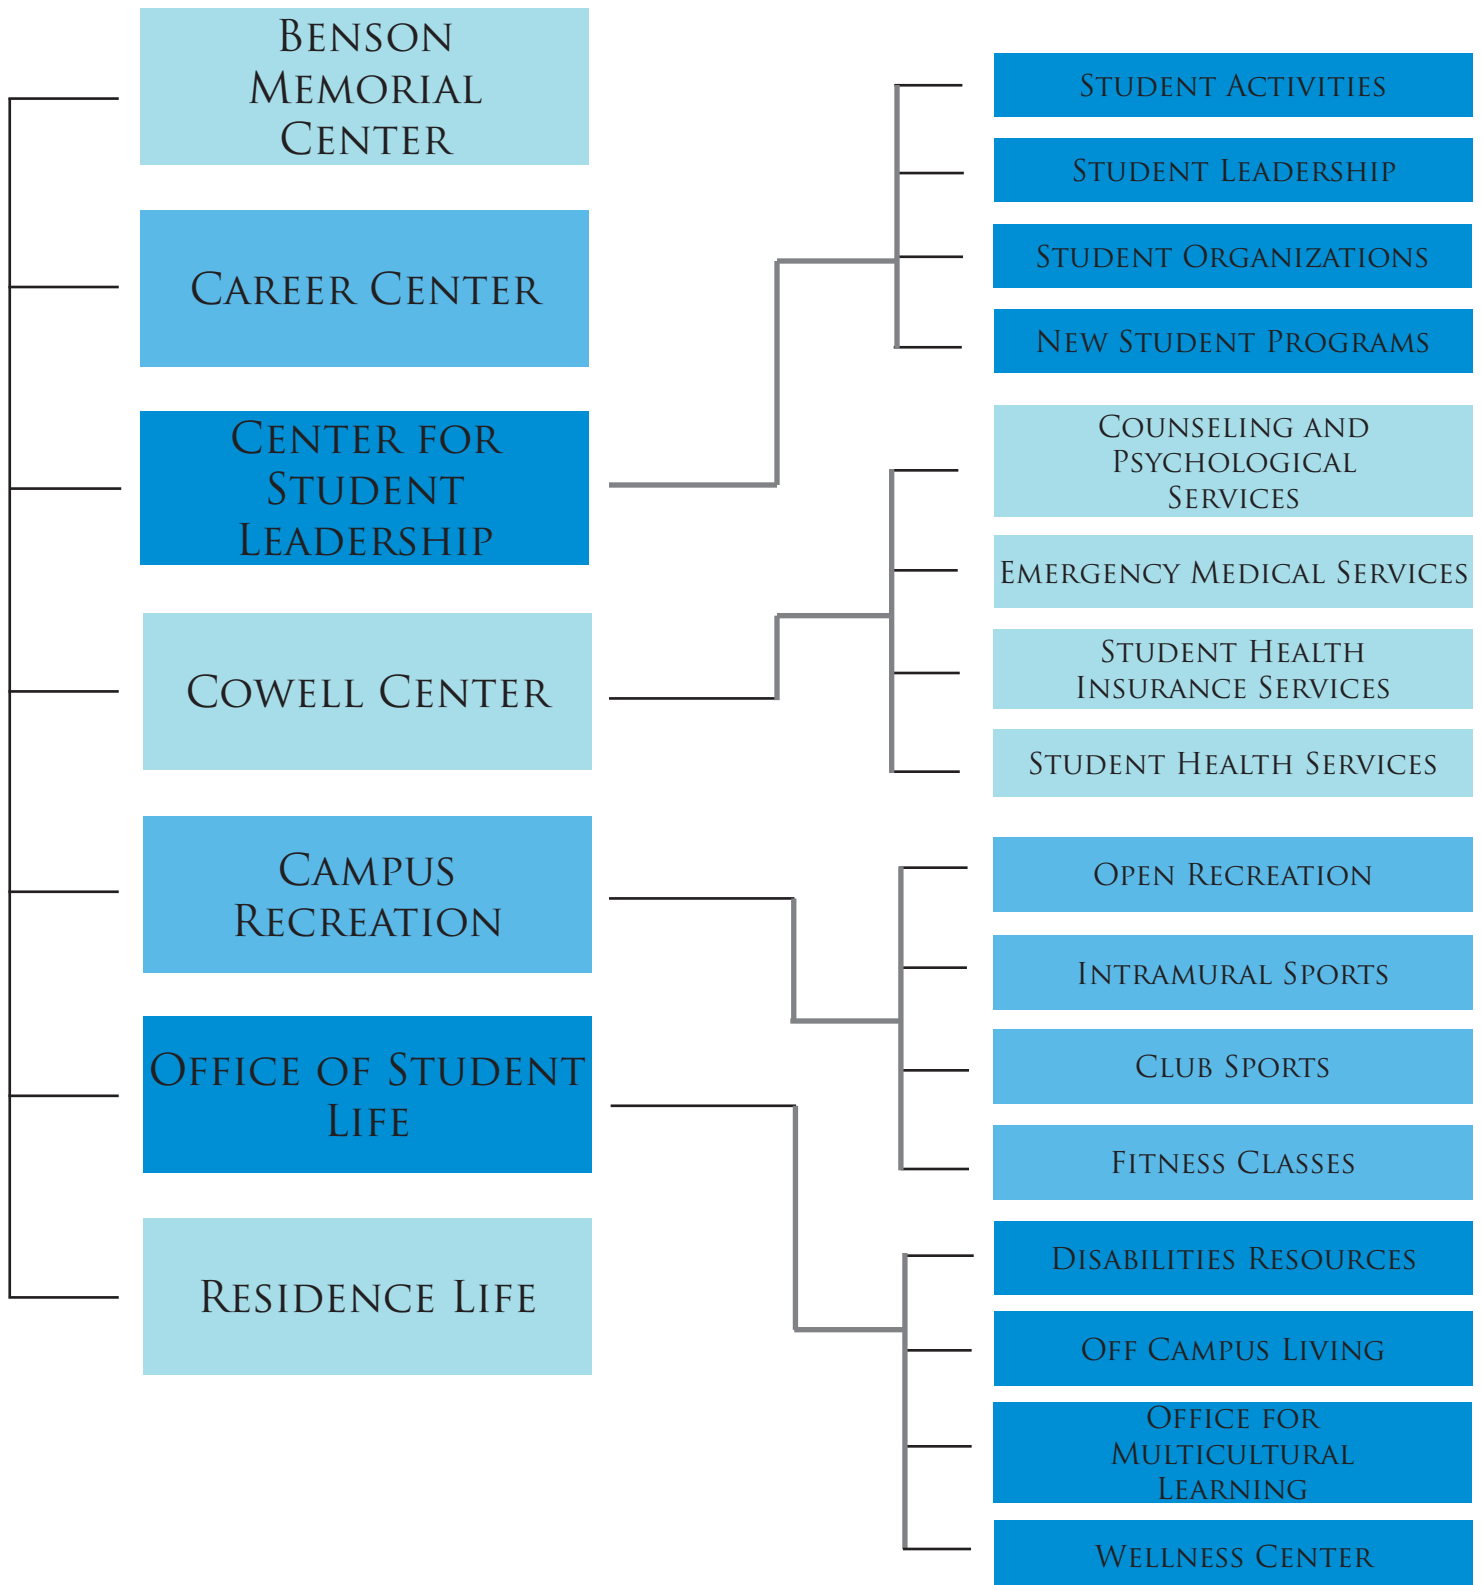 Benson
Memorial
Center
Career Center
Center for
Student
Leadership
Cowell Center
Campus
Recreation
Office of Student
Life
Residence Life
Student Activities
Student Leadership
Student Organizations
New Student Programs
Counseling and
Psychological
Services
Emergency Medical Services
Student Health
Insurance Services
Student Health Services
Open Recreation
Intramural Sports
Club Sports
Fitness Classes
Disabilities Resources
Off Campus Living
Office for
Multicultural
Learning
Wellness Center